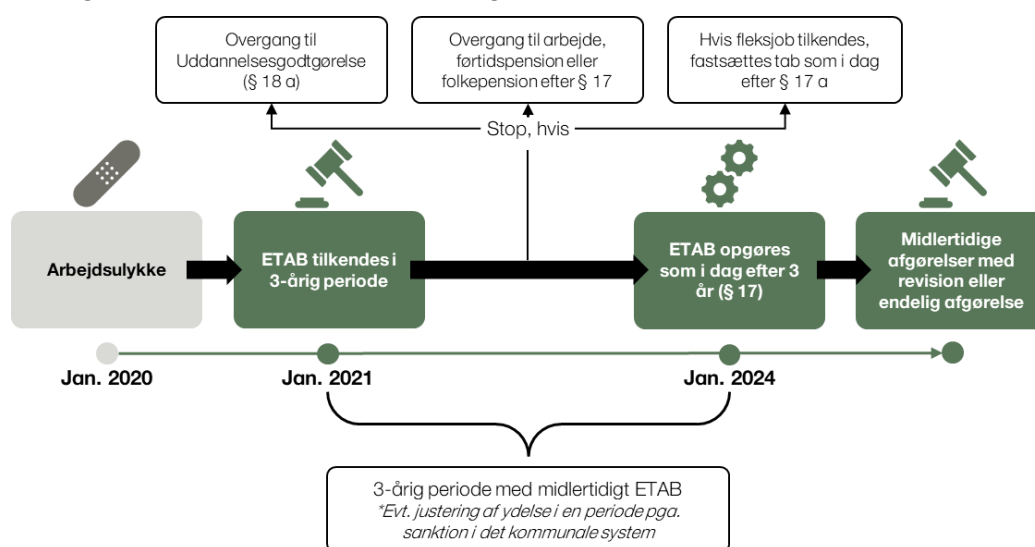 Overgang til
Uddannelsesgodtgørelse
(§ 18 a)
Overgang til arbejde,
førtidspension eller
folkepension efter § 17
Hvis fleksjob tilkendes,
fastsættes tab som i dag
efter § 17 a
Stop, hvis
Arbejdsulykke
ETAB tilkendes i
3-årig periode
ETAB opgøres
som i dag efter 3
år (§ 17)
Midlertidige
afgørelser med
revision eller
endelig afgørelse
Jan. 2020
Jan. 2021
Jan. 2024
3-årig periode med midlertidigt ETAB
*Evt. justering af ydelse i en periode pga.
sanktion i det kommunale system